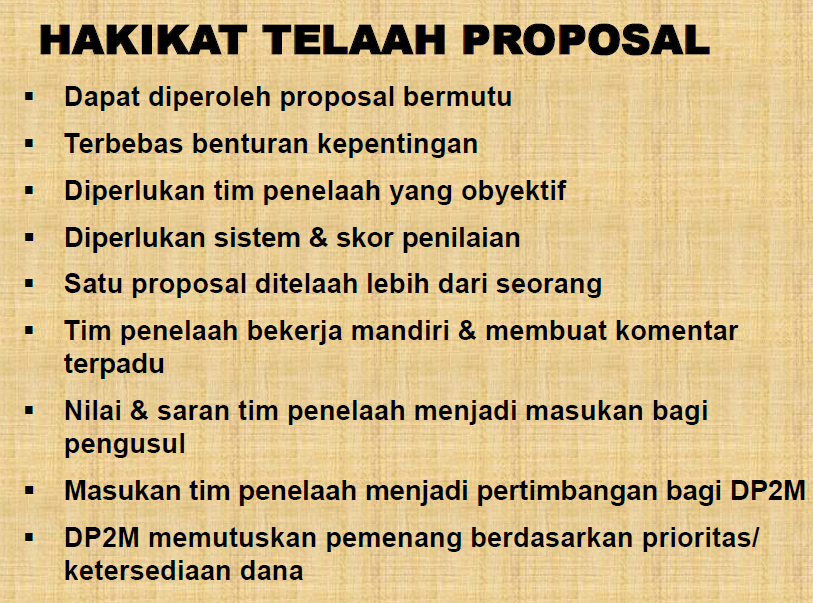 HAKIKAT TELAAH PROPOSAL
▪ Dapat diperoleh proposal bermutu
▪ Terbebas benturan kepentingan
▪ Diperlukan tim penelaah yang obyektif
▪ Diperlukan sistem & skor penilaian
▪ Satu proposal ditelaah lebih dari seorang
▪ Tim penelaah bekerja mandiri & membuat komentar
terpadu
▪ Nilai & saran tim penelaah menjadi masukan bagi
pengusul
▪ Masukan tim penelaah menjadi pertimbangan bagi DP2M
▪ DP2M memutuskan pemenang berdasarkan prioritas/
ketersediaan dana